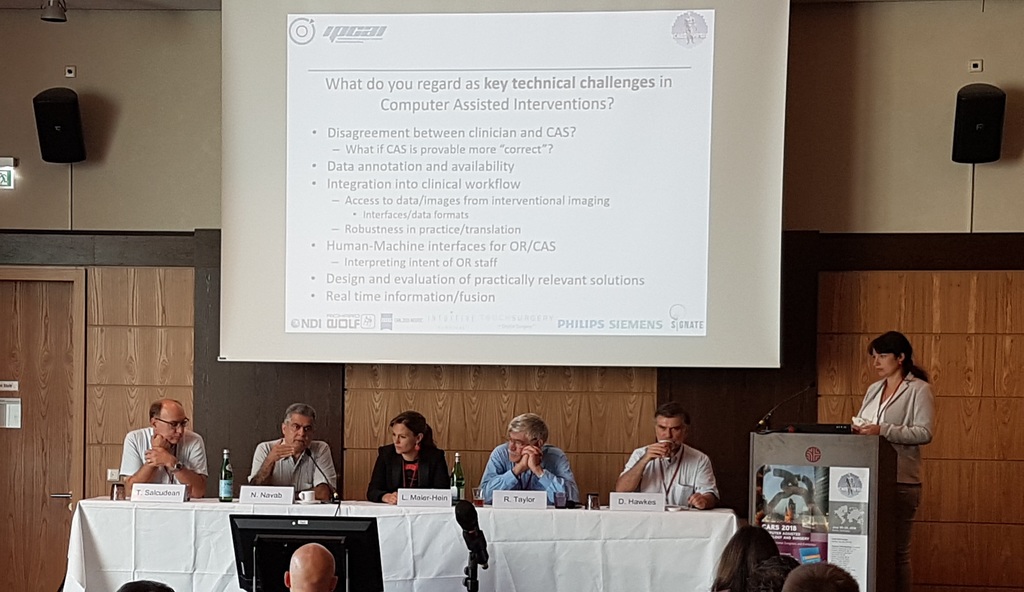 IPCAI
What do you regard as key technical challenges in
Computer Assisted Interventions?
• Disagreement between clinician and CAS?
– What if CAS is provable more “correct”?
• Data annotation and availability
• Integration into clinical workflow
– Access to data/images from interventional imaging
• Interfaces/data formats
– Robustness in practice/translation
• Human-Machine interfaces for OR/CAS
– Interpreting intent of OR staff
• Design and evaluation of practically relevant solutions
• Real time information/fusion
NDI
WOLF
PHILIPS SIEMENS
T. Salcudean
N. Navab
L. Maier-Hein
R. Taylor
D. Hawkes
CARS 2018